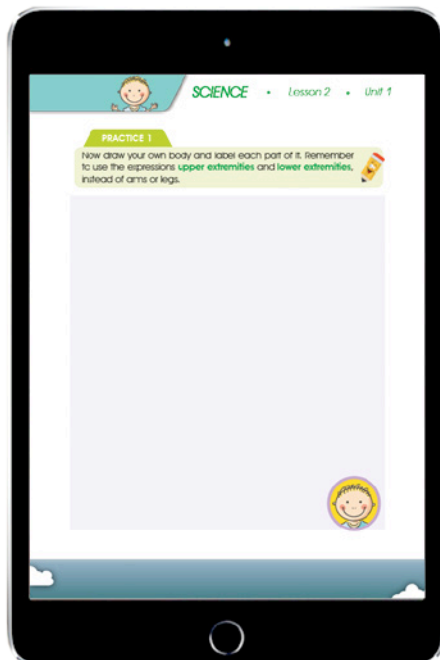 SCIENCE • Lesson 2 • Unit 1
PRACTICE 1
Now draw your own body and label each part of it. Remember
to use the expressions upper extremities and lower extremities,
instead of arms or legs.